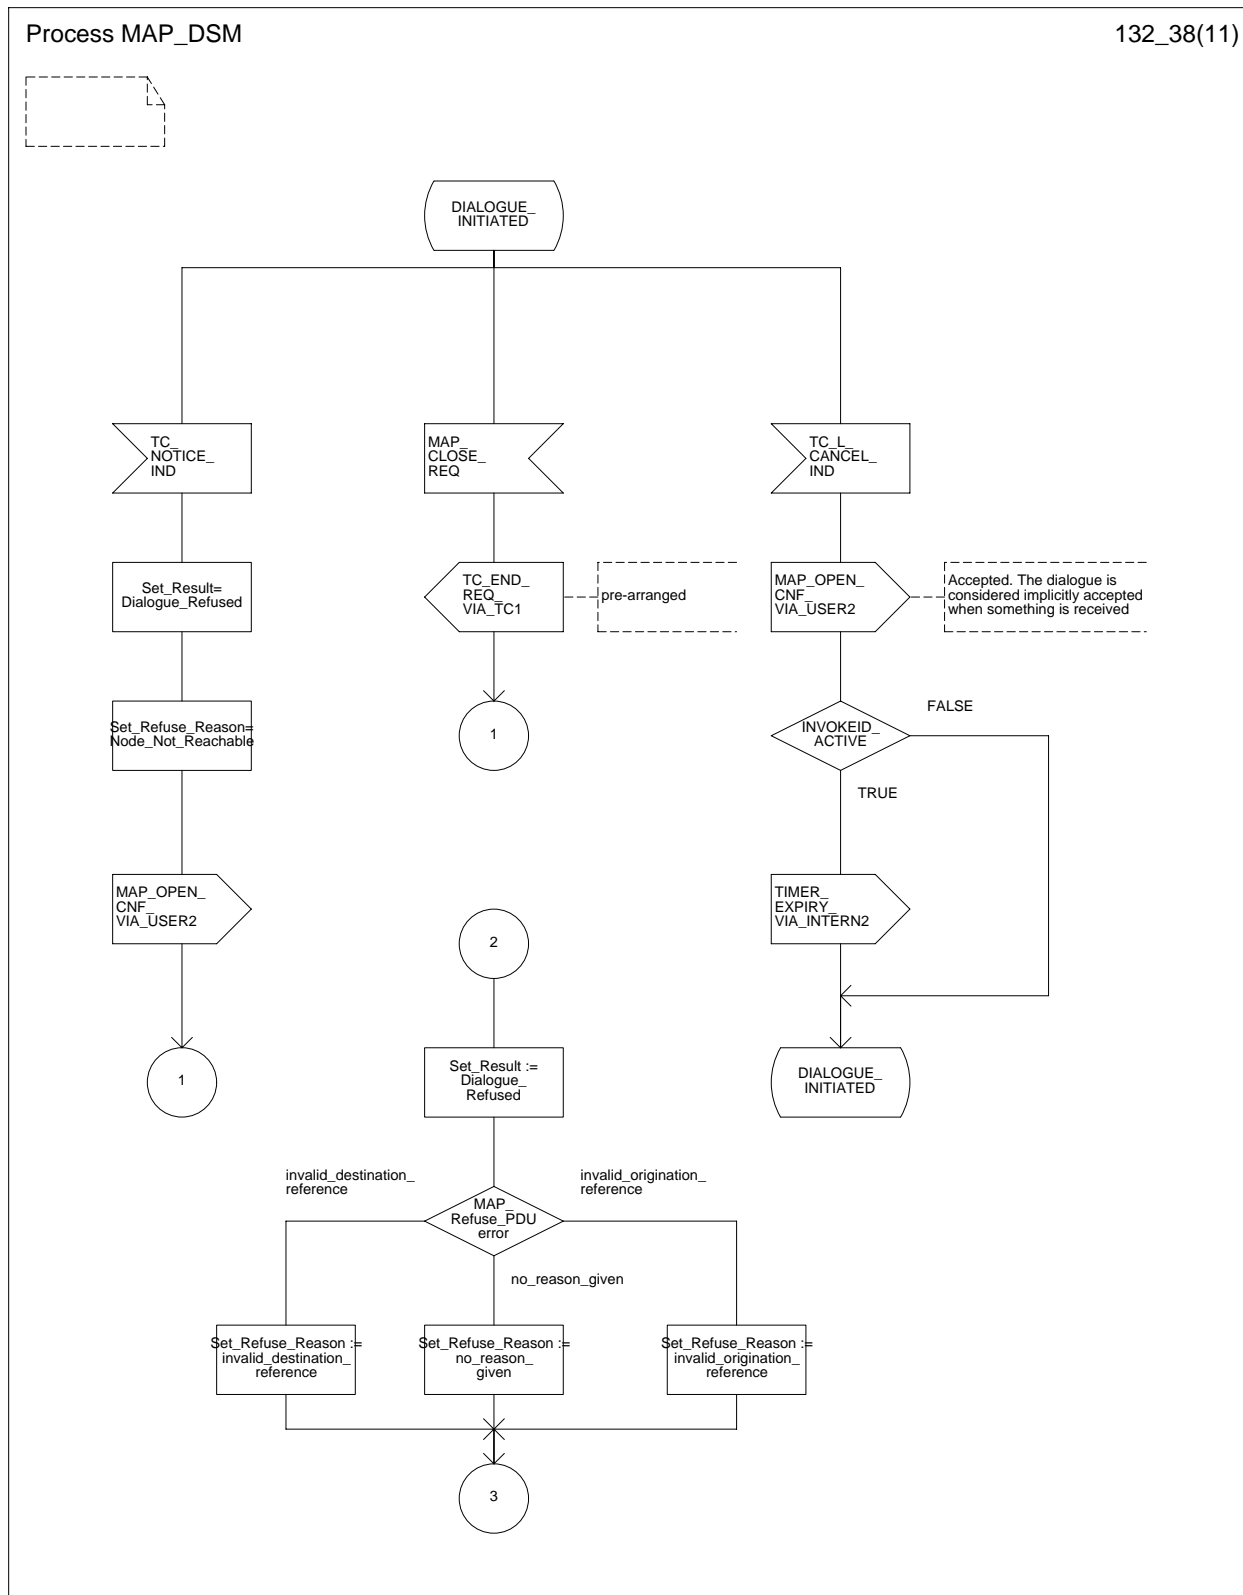 Process MAP_DSM
132_38(11)
DIALOGUE_
INITIATED
TC_
NOTICE_
IND
MAP_
CLOSE_
REQ
TC_L_
CANCEL_
IND
Set_Result=
Dialogue_Refused
TC_END_
REQ_
VIA_TC1
pre-arranged
MAP_OPEN_
CNF_
VIA_USER2
Accepted. The dialogue is
considered implicitly accepted
when something is received
Set_Refuse_Reason=
Node_Not_Reachable
1
INVOKEID_
ACTIVE
FALSE
TRUE
MAP_OPEN_
CNF_
VIA_USER2
TIMER_
EXPIRY_
VIA_INTERN2
2
1
Set_Result :=
Dialogue_
Refused
DIALOGUE_
INITIATED
invalid_destination_
reference
invalid_origination_
reference
MAP_
Refuse_PDU
error
no_reason_given
Set_Refuse_Reason :=
invalid_destination_
reference
Set_Refuse_Reason :=
no_reason_
given
Set_Refuse_Reason :=
invalid_origination_
reference
3